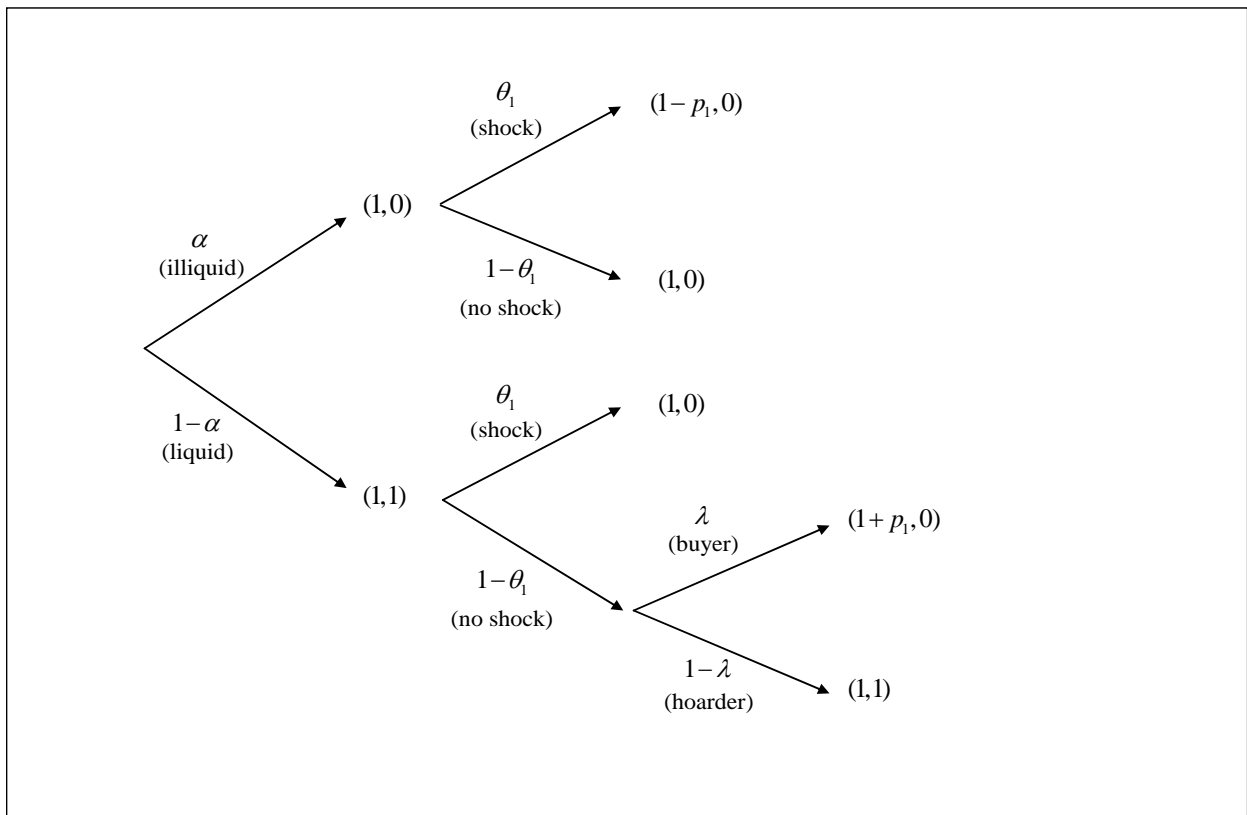 θ₁
(shock)
(1− p₁,0)
(1,0)
α
(illiquid)
1−θ₁
(no shock)
(1,0)
θ₁
(shock)
(1,0)
1−α
(liquid)
(1,1)
λ
(buyer)
(1+ p₁,0)
1−θ₁
(no shock)
1−λ
(hoarder)
(1,1)